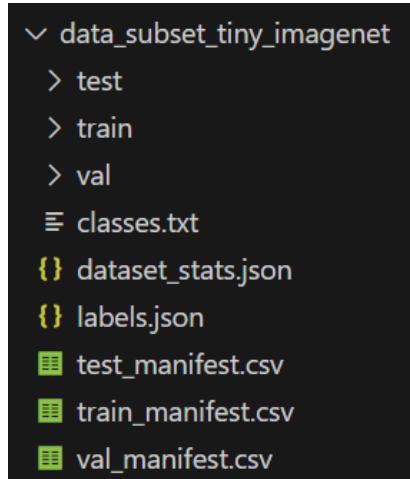 data_subset_tiny_imagenet
test
train
val
classes.txt
{} dataset_stats.json
{} labels.json
test_manifest.csv
train_manifest.csv
val_manifest.csv